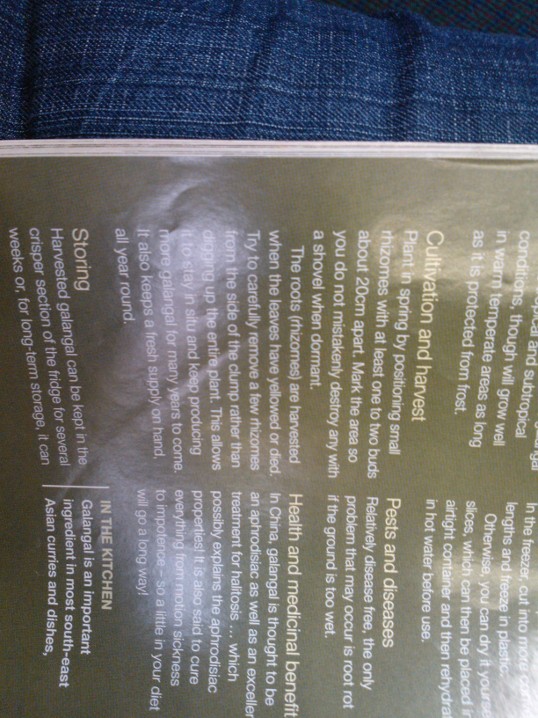 and subtropical
conditions, though will grow well
in warm temperate areas as long
as it is protected from frost.
Cultivation and harvest
Plant in spring by positioning small
rhizomes with at least one to two buds
about 20cm apart. Mark the area so
you do not mistakenly destroy any with
a shovel when dormant.
The roots (rhizomes) are harvested
when the leaves have yellowed or died.
Try to carefully remove a few rhizomes
from the side of the clump rather than
digging up the entire plant. This allows
it to stay in situ and keep producing
more galangal for many years to come.
It also keeps a fresh supply on hand,
all year round.
Storing
Harvested galangal can be kept in the
crisper section of the fridge for several
weeks or, for long-term storage, it can
in the freezer, cut into more
lengths and freeze in plastic
Otherwise, you can dry it
slices, which can then be placed
airtight container and then
in hot water before use.
Pests and diseases
Relatively disease free, the only
problem that may occur is root rot
if the ground is too wet.
Health and medicinal benefit
In China, galangal is thought to be
an aphrodisiac as well as an excellen
treatment for halitosis ... which
possibly explains the aphrodisiac
properties! It is also said to cure
everything from motion sickness
to impotence – so a little in your diet
will go a long way!
IN THE KITCHEN
Galangal is an important
ingredient in most south-east
Asian curries and dishes,